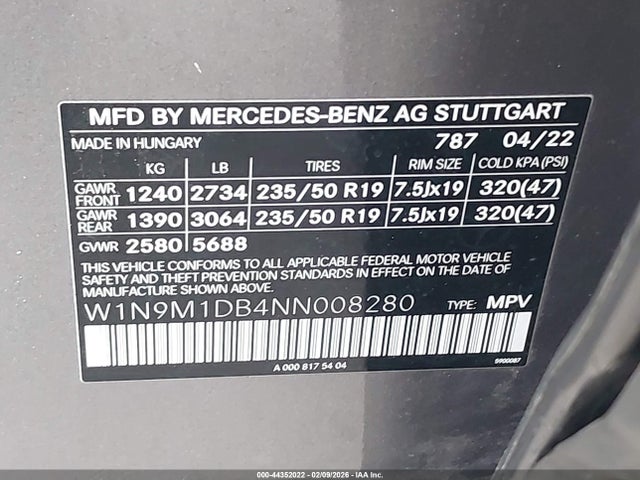 MFD BY MERCEDES-BENZ AG STUTTGART
MADE IN HUNGARY 787 04/22
KG LB TIRES RIM SIZE COLD KPA (PSI)
GAWR FRONT 1240 2734 235/50 R19 7.5Jx19 320(47)
GAWR REAR 1390 3064 235/50 R19 7.5Jx19 320(47)
GVWR 2580 5688
THIS VEHICLE CONFORMS TO ALL APPLICABLE FEDERAL MOTOR VEHICLE
SAFETY AND THEFT PREVENTION STANDARDS IN EFFECT ON THE
DATE OF MANUFACTURE SHOWN ABOVE.
W1N9M1DB4NN008280 TYPE: MPV
A 000 817 54 04 5900087
000-44352022 - 02/09/2026 - IAAI, Inc.